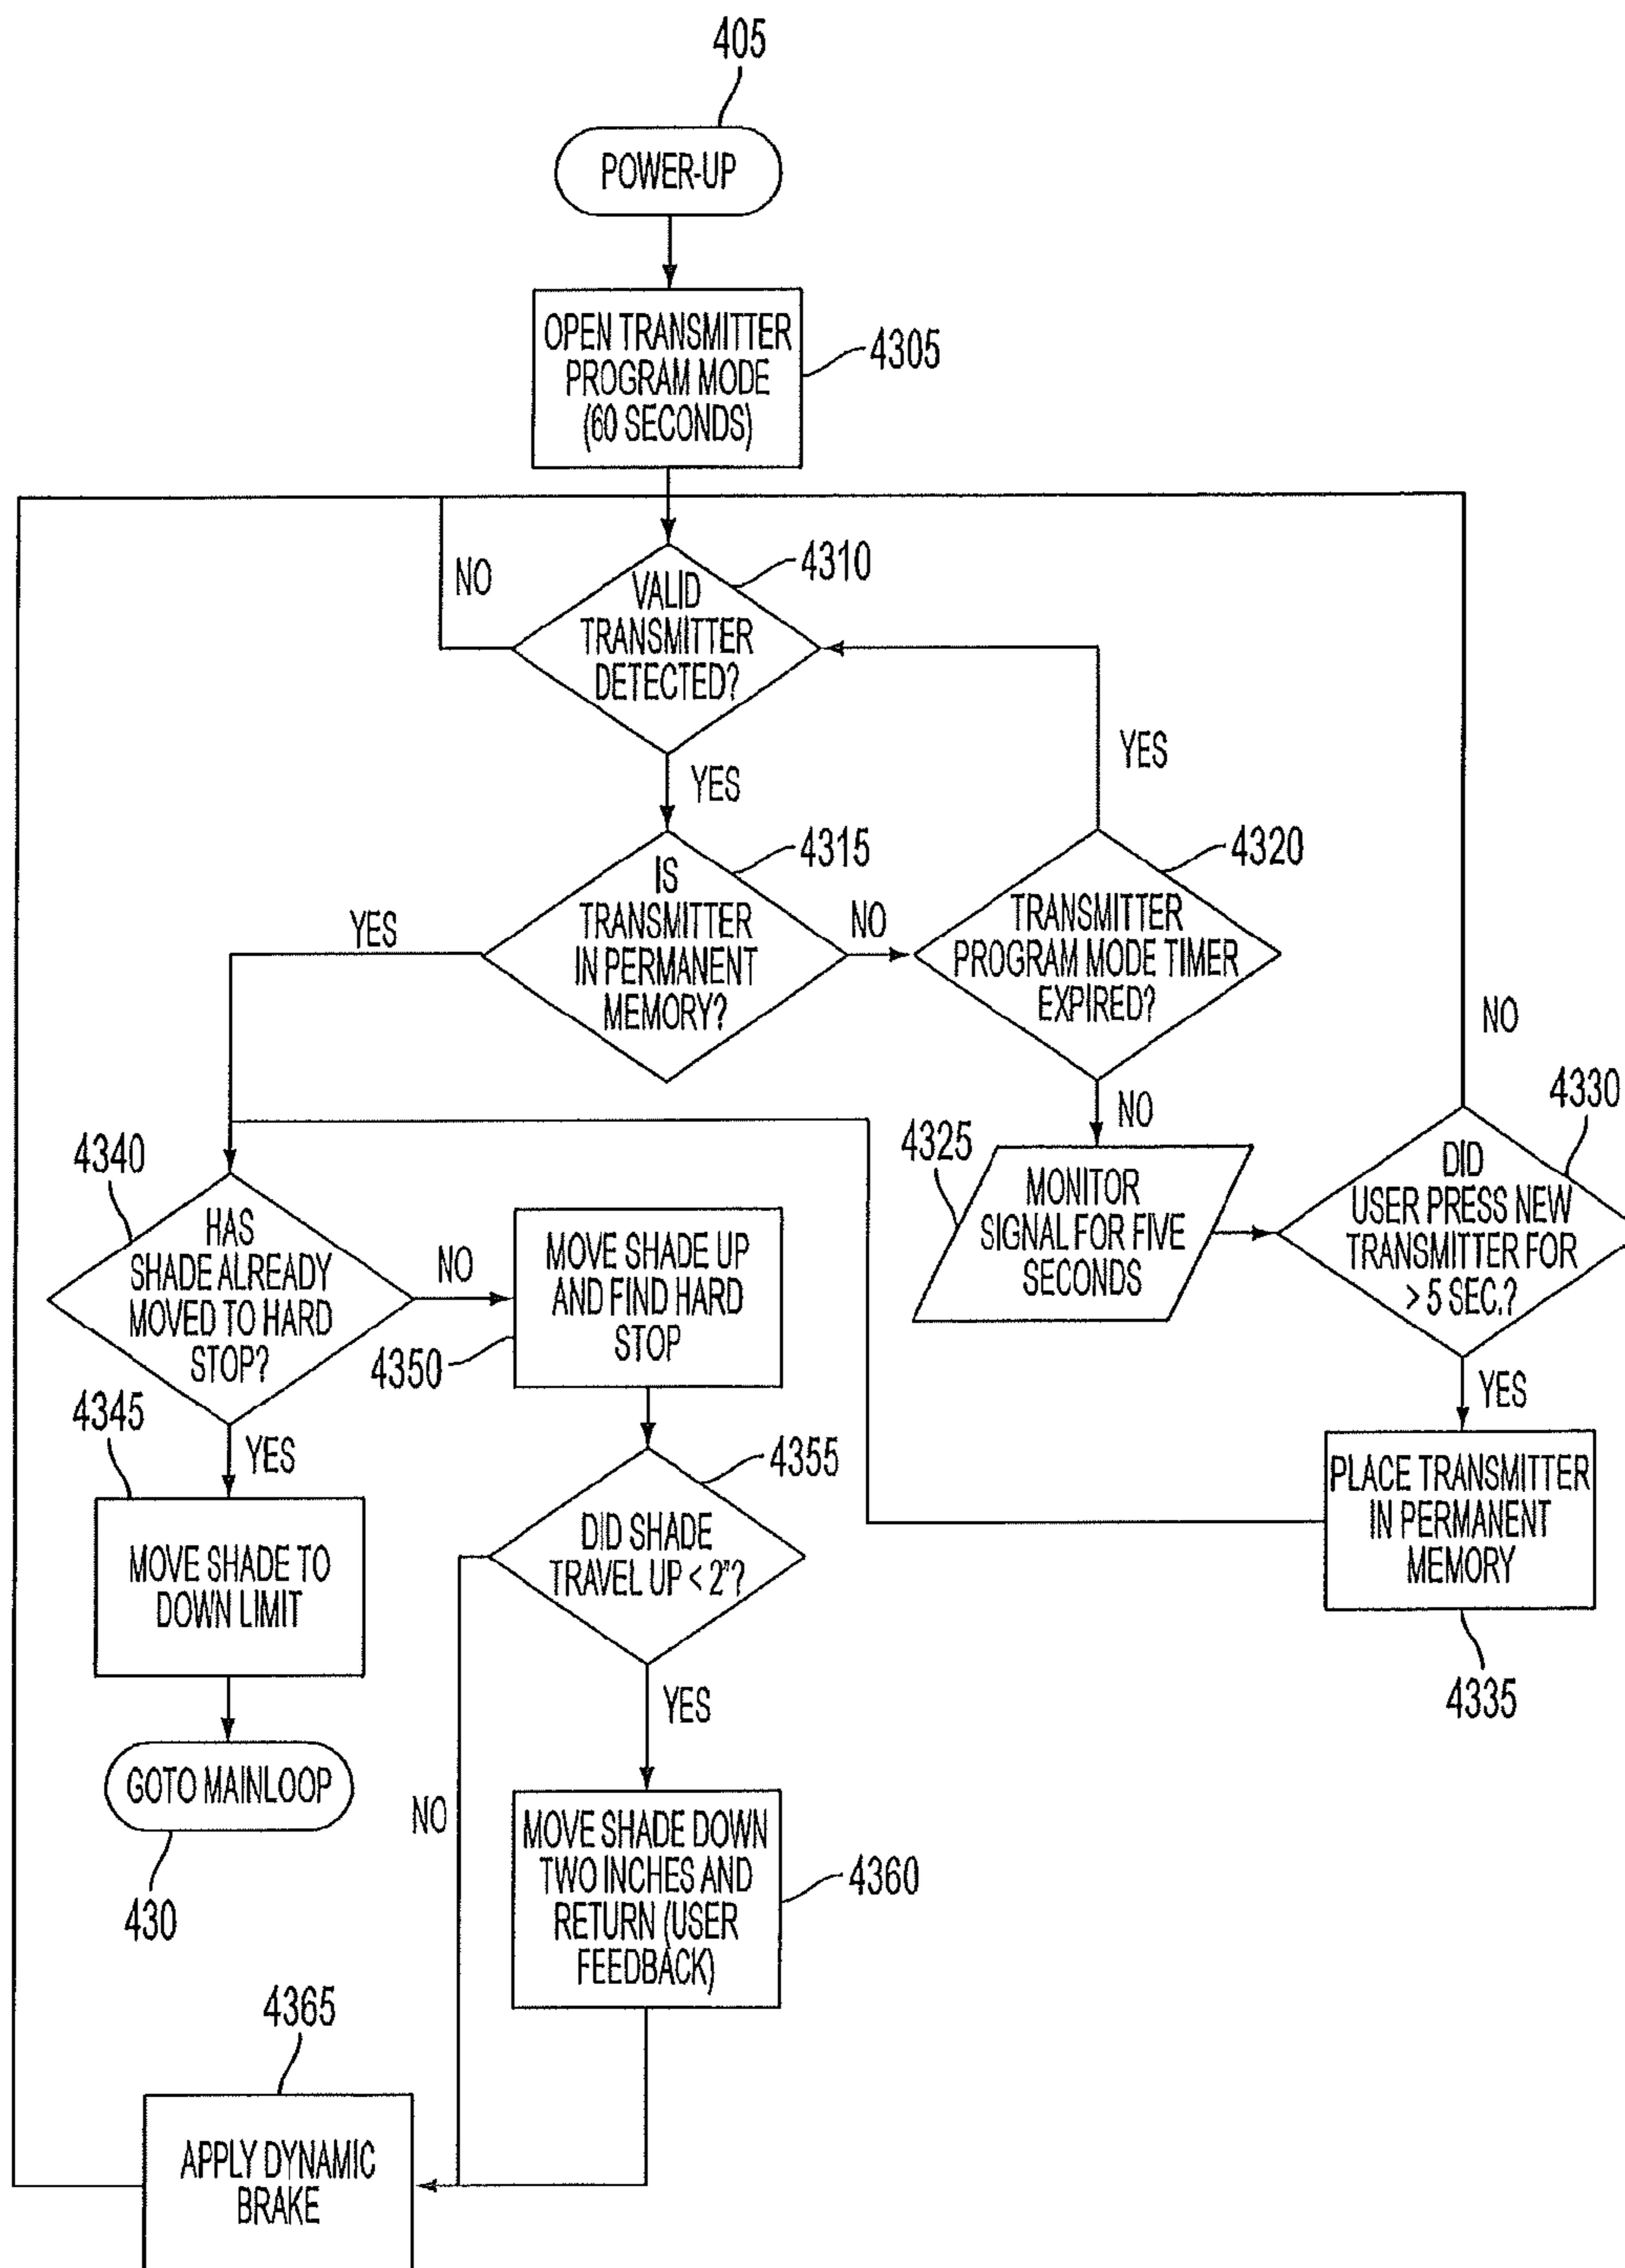 405
POWER-UP
OPEN TRANSMITTER
PROGRAM MODE
(60 SECONDS)
4305
NO
VALID
TRANSMITTER
DETECTED?
4310
YES
YES
IS
TRANSMITTER
IN PERMANENT
MEMORY?
4315
YES
NO
TRANSMITTER
PROGRAM MODE TIMER
EXPIRED?
4320
NO
NO
4325
MONITOR
SIGNAL FOR FIVE
SECONDS
DID
USER PRESS NEW
TRANSMITTER FOR
> 5 SEC.?
4330
YES
PLACE TRANSMITTER
IN PERMANENT
MEMORY
4335
4340
HAS
SHADE ALREADY
MOVED TO HARD
STOP?
NO
MOVE SHADE UP
AND FIND HARD
STOP
4350
4345
YES
MOVE SHADE TO
DOWN LIMIT
GOTO MAINLOOP
430
DID SHADE
TRAVEL UP < 2"?
4355
YES
NO
MOVE SHADE DOWN
TWO INCHES AND
RETURN (USER
FEEDBACK)
4360
4365
APPLY DYNAMIC
BRAKE